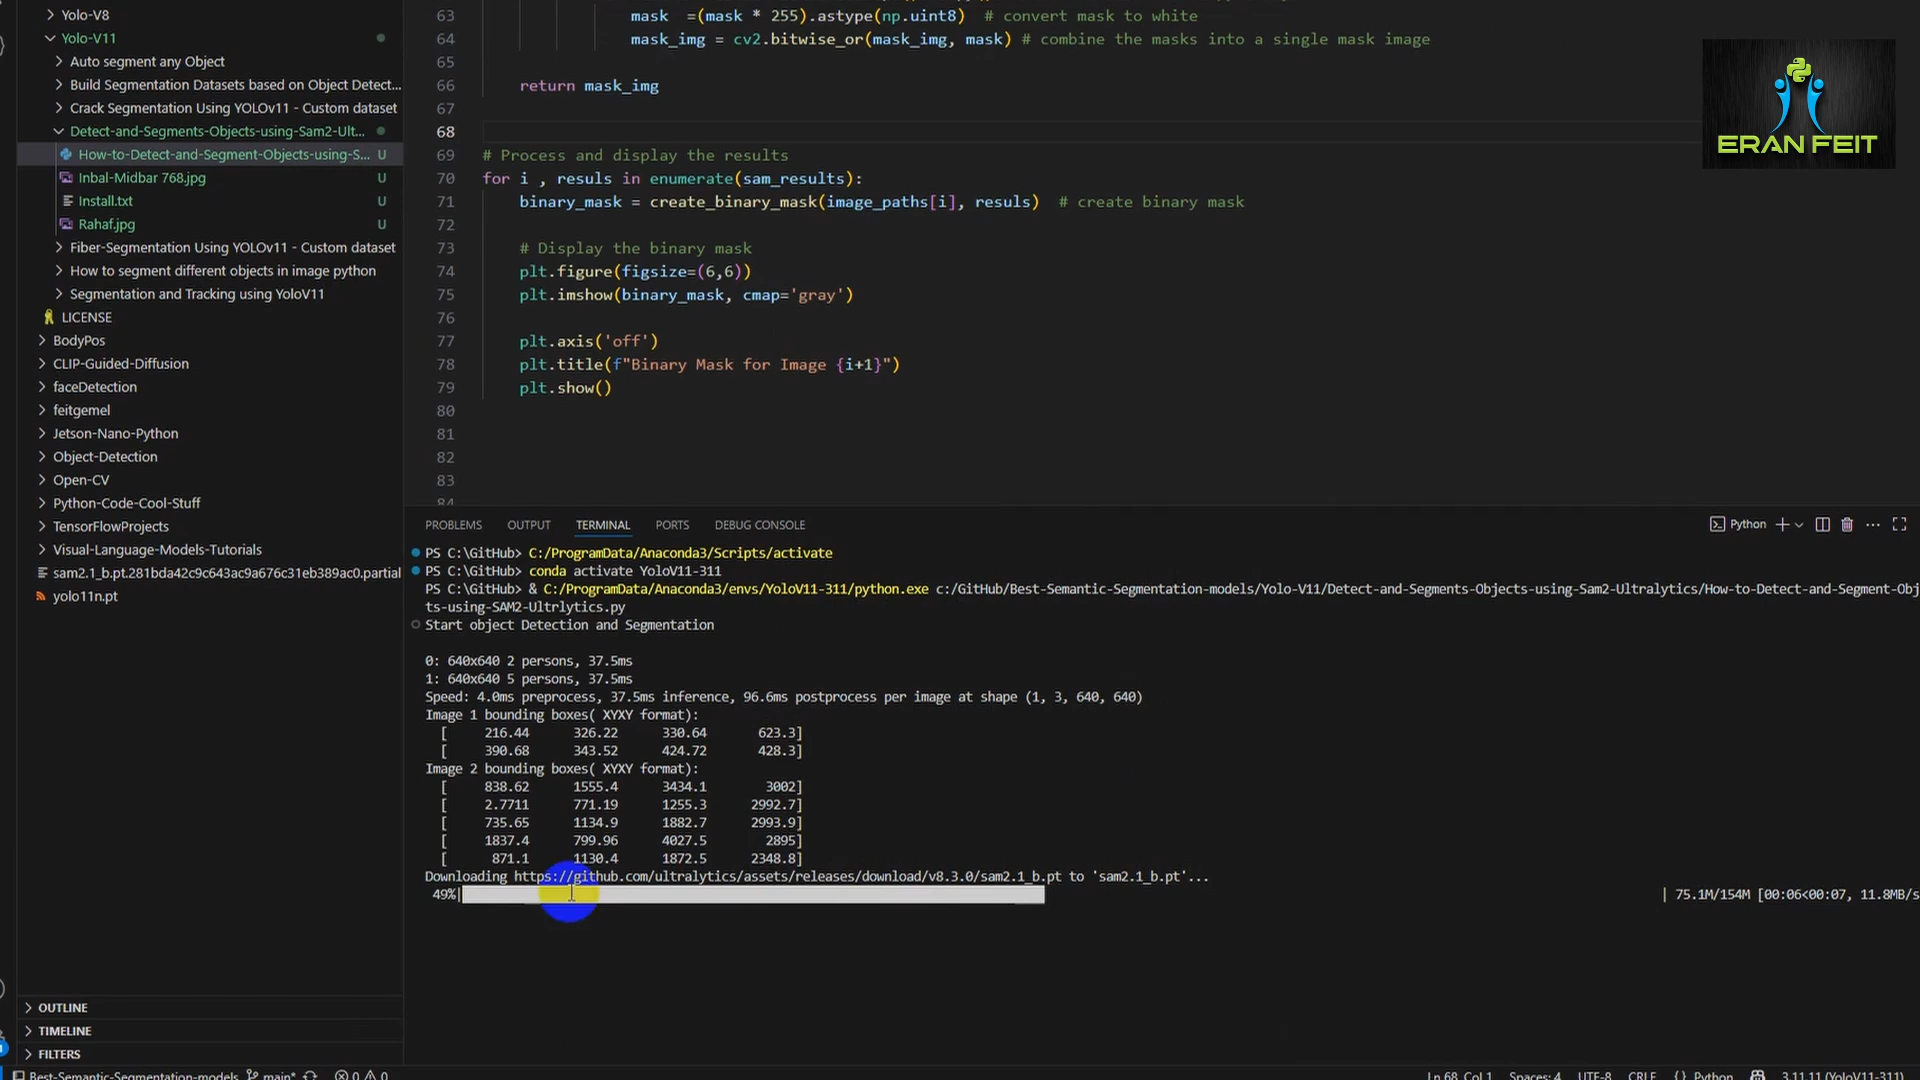 Yolo-V8
Yolo-V11
Auto segment any Object
Build Segmentation Datasets based on Object Detect...
Crack Segmentation Using YOLOv11 - Custom dataset
Detect-and-Segments-Objects-using-Sam2-Ult...
How-to-Detect-and-Segment-Objects-using-S... U
Inbal-Midbar 768.jpg U
Install.txt U
Rahaf.jpg U
Fiber-Segmentation Using YOLOv11 - Custom dataset
How to segment different objects in image python
Segmentation and Tracking using YoloV11
LICENSE
BodyPos
CLIP-Guided-Diffusion
faceDetection
feitgemel
Jetson-Nano-Python
Object-Detection
Open-CV
Python-Code-Cool-Stuff
TensorFlowProjects
Visual-Language-Models-Tutorials
sam2.1_b.pt.281bda42c9c643ac9a676c31eb389ac0.partial
yolo11n.pt
OUTLINE
TIMELINE
FILTERS
63 mask =(mask * 255).astype(np.uint8) # convert mask to white
64 mask_img = cv2.bitwise_or(mask_img, mask) # combine the masks into a single mask image
65
66 return mask_img
67
68
69 # Process and display the results
70 for i , resuls in enumerate(sam_results):
71 binary_mask = create_binary_mask(image_paths[i], resuls) # create binary mask
72
73 # Display the binary mask
74 plt.figure(figsize=(6,6))
75 plt.imshow(binary_mask, cmap='gray')
76
77 plt.axis('off')
78 plt.title(f"Binary Mask for Image {i+1}")
79 plt.show()
80
81
82
83
84
ERAN FEIT
PROBLEMS OUTPUT TERMINAL PORTS DEBUG CONSOLE Python
PS C:\GitHub> C:/ProgramData/Anaconda3/Scripts/activate
PS C:\GitHub> conda activate YoloV11-311
PS C:\GitHub> & C:/ProgramData/Anaconda3/envs/YoloV11-311/python.exe c:/GitHub/Best-Semantic-Segmentation-models/Yolo-V11/Detect-and-Segments-Objects-using-Sam2-Ultralytics/How-to-Detect-and-Segment-Obj
ts-using-SAM2-Ultrlytics.py
Start object Detection and Segmentation
0: 640x640 2 persons, 37.5ms
1: 640x640 5 persons, 37.5ms
Speed: 4.0ms preprocess, 37.5ms inference, 96.6ms postprocess per image at shape (1, 3, 640, 640)
Image 1 bounding boxes( XYXY format):
[ 216.44 326.22 330.64 623.3]
[ 390.68 343.52 424.72 428.3]
Image 2 bounding boxes( XYXY format):
[ 838.62 1555.4 3434.1 3002]
[ 2.7711 771.19 1255.3 2992.7]
[ 735.65 1134.9 1882.7 2993.9]
[ 1837.4 799.96 4027.5 2895]
[ 871.1 1130.4 1872.5 2348.8]
Downloading https://github.com/ultralytics/assets/releases/download/v8.3.0/sam2.1_b.pt to 'sam2.1_b.pt'...
49%| | 75.1M/154M [00:06<00:07, 11.8MB/s
Best-Semantic-Segmentation-models main* 0 0 Ln 68, Col 1 Spaces: 4 UTF-8 CRLF {} Python 3.11.11 (YoloV11-311)